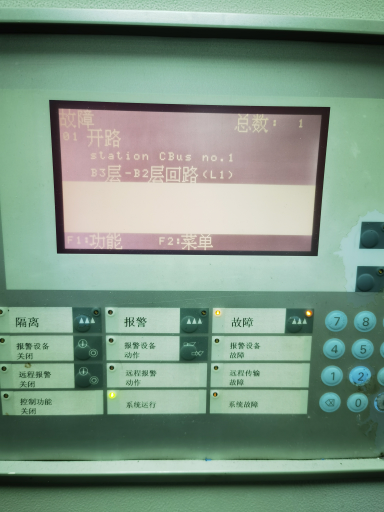 故障 总数: 1
01 开路
station CBus no.1
B3层-B2层回路(L1)
F1:功能 F2:菜单
隔离 报警 故障
报警设备 关闭 报警设备 动作 报警设备 故障
远程报警 关闭 远程报警 动作 远程传输 故障
控制功能 关闭 系统运行 系统故障
7 8
4 5
1 2
0